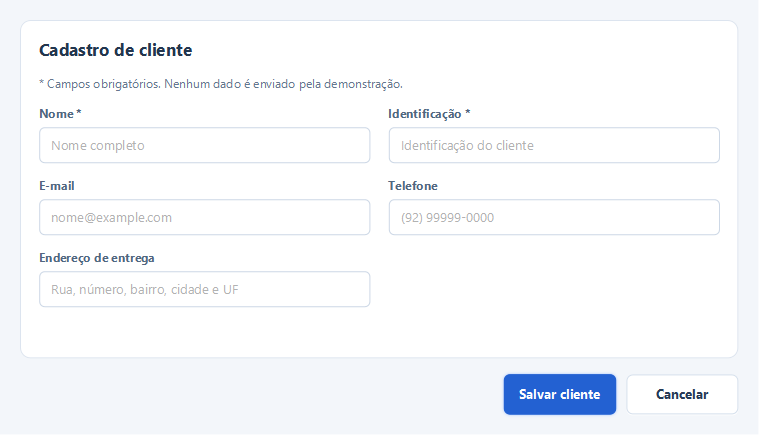 Cadastro de cliente
* Campos obrigatórios. Nenhum dado é enviado pela demonstração.
Nome * Identificação *
Nome completo Identificação do cliente
E-mail Telefone
nome@example.com (92) 99999-0000
Endereço de entrega
Rua, número, bairro, cidade e UF
Salvar cliente Cancelar